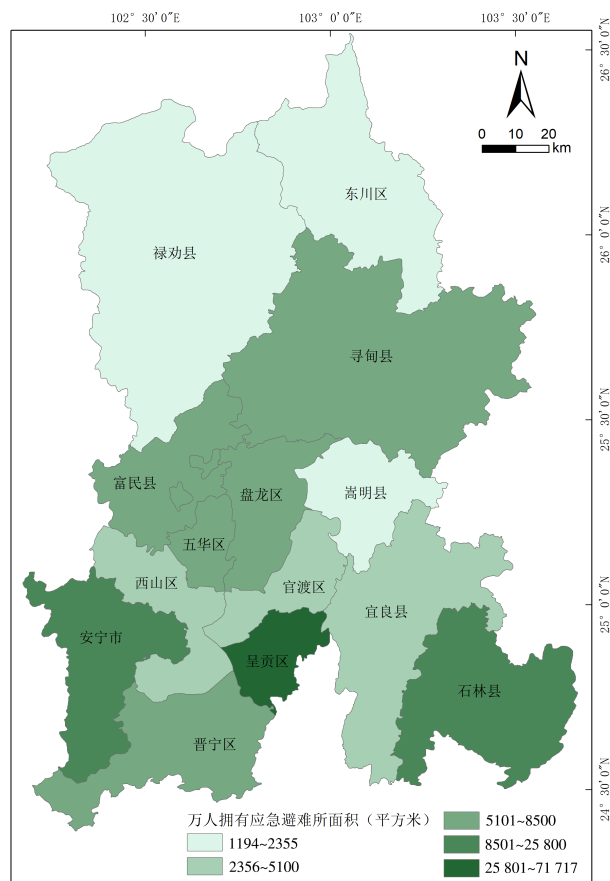 102° 30′0″E
103° 0′0″E
103° 30′0″E
26° 30′0″N
N
0 10 20
km
东川区
禄劝县
26° 0′0″N
寻甸县
25° 30′0″N
富民县
盘龙区
嵩明县
五华区
西山区
官渡区
宜良县
25° 0′0″N
安宁市
呈贡区
石林县
晋宁区
24° 30′0″N
万人拥有应急避难所面积（平方米）
1194~2355
2356~5100
5101~8500
8501~25 800
25 801~71 717